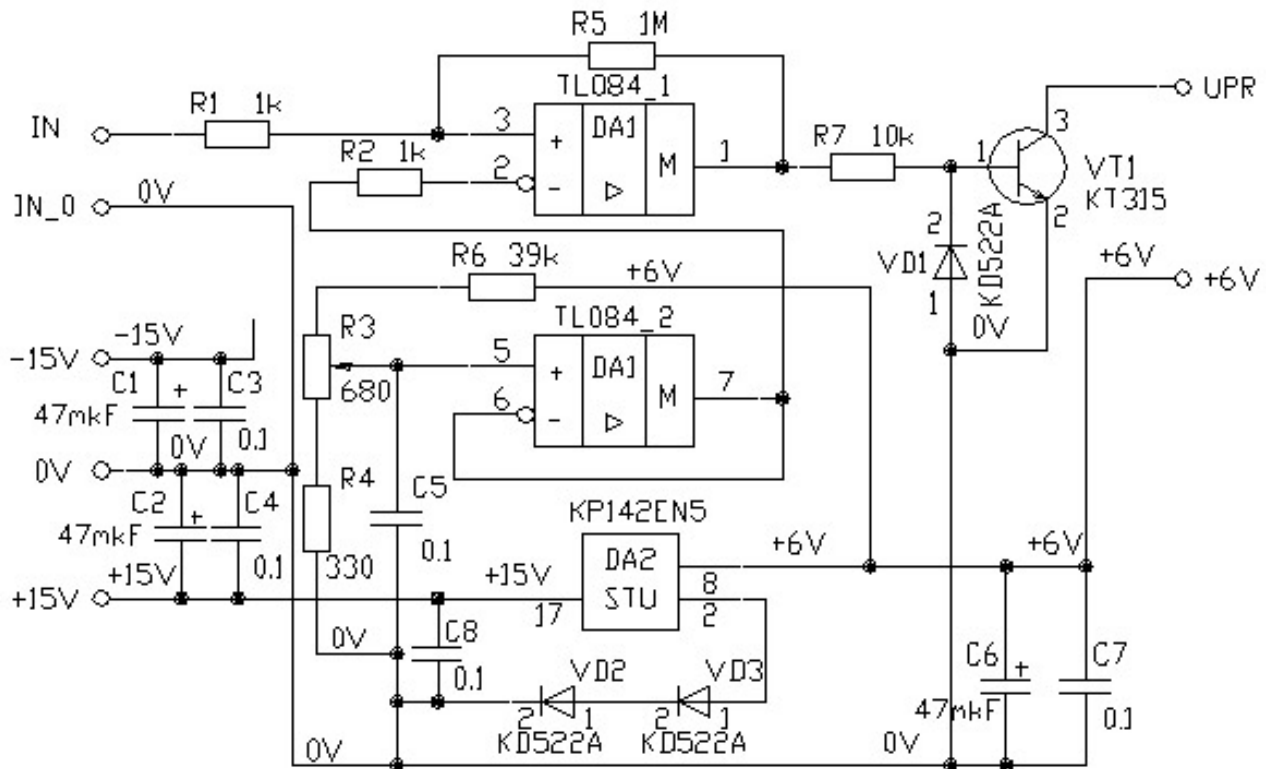 R5 1M
TL084_1
R1 1k
IN
3
+
DA1
M
1
R2 1k
2
-
R7 10k
1
3
UPR
VT1
KT315
2
IN_0
0V
2
VD1
1
KD522A
0V
+6V
+6V
R6 39k
+6V
TL084_2
R3
680
5
+
DA1
M
7
6
-
-15V
-15V
C1
+
C3
47mkF
0V
0.1
0V
C2
+
C4
47mkF
0.1
+15V
+15V
R4
330
C5
0.1
KP142EN5
DA2
STU
+15V
17
8
2
+6V
+6V
0V
C8
0.1
VD2
2
1
KD522A
VD3
2
1
KD522A
C6
+
47mkF
C7
0.1
0V
0V